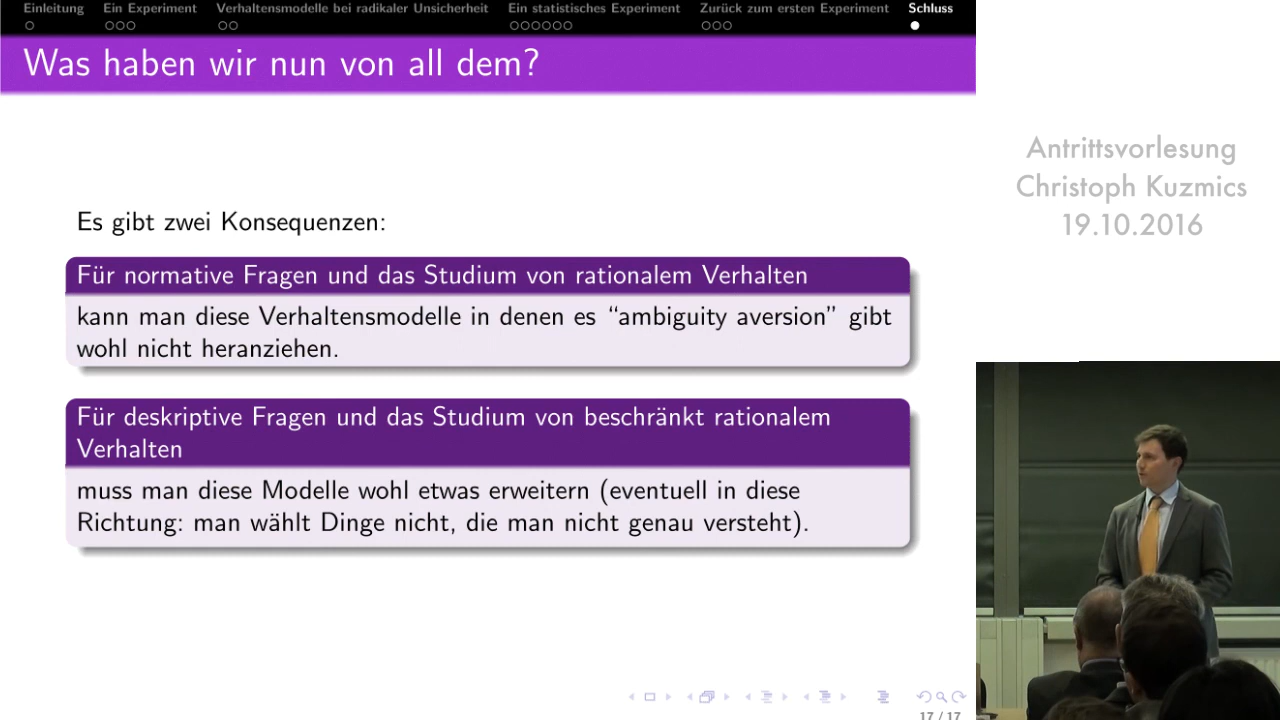 Einleitung Ein Experiment Verhaltensmodelle bei radikaler Unsicherheit Ein statistisches Experiment Zurück zum ersten Experiment Schluss
Was haben wir nun von all dem?
Es gibt zwei Konsequenzen:
Für normative Fragen und das Studium von rationalem Verhalten
kann man diese Verhaltensmodelle in denen es “ambiguity aversion” gibt
wohl nicht heranziehen.
Für deskriptive Fragen und das Studium von beschränkt rationalem
Verhalten
muss man diese Modelle wohl etwas erweitern (eventuell in diese
Richtung: man wählt Dinge nicht, die man nicht genau versteht).
17 / 17
Antrittsvorlesung
Christoph Kuzmics
19.10.2016